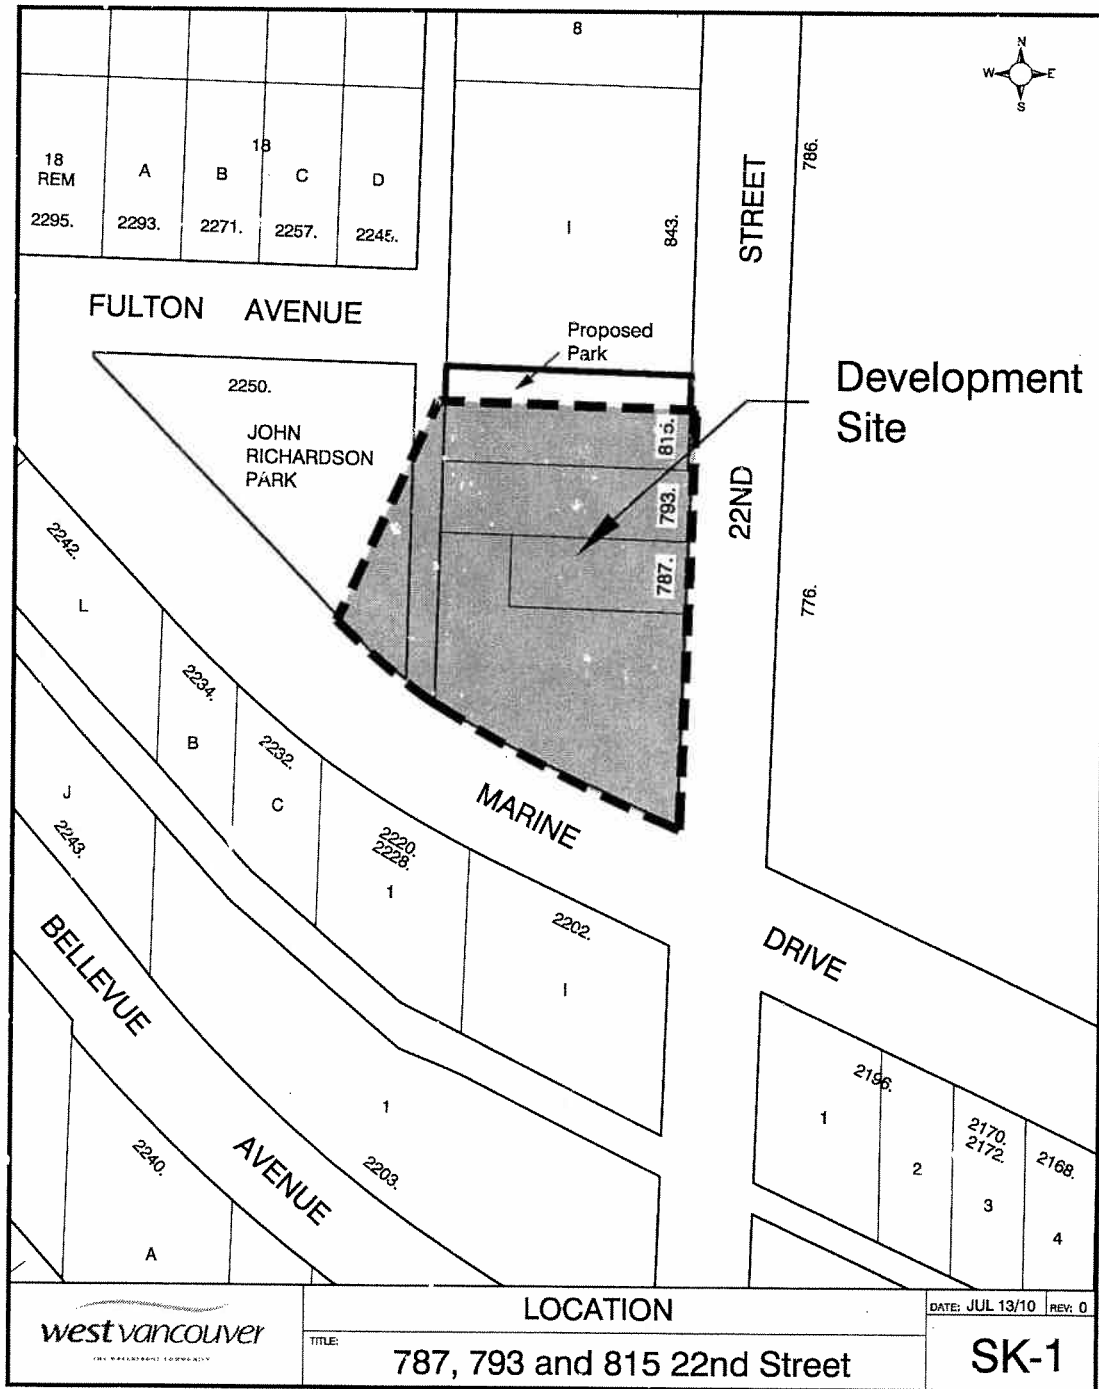 8
N
W E
S
18
REM
A
B
18
C
D
2295.
2293.
2271.
2257.
2245.
I
843.
STREET
786.
FULTON AVENUE
Proposed
Park
2250.
JOHN
RICHARDSON
PARK
Development
Site
815.
793.
787.
22ND
776.
2242.
L
2234.
B
2232.
C
MARINE
2220.
2228.
1
2202.
I
DRIVE
J
2243.
BELLEVUE
AVENUE
1
2203.
2240.
A
2196.
1
2
2170.
2172.
3
2168.
4
west vancouver
LOCATION
TITLE:
787, 793 and 815 22nd Street
DATE: JUL 13/10 REV: 0
SK-1